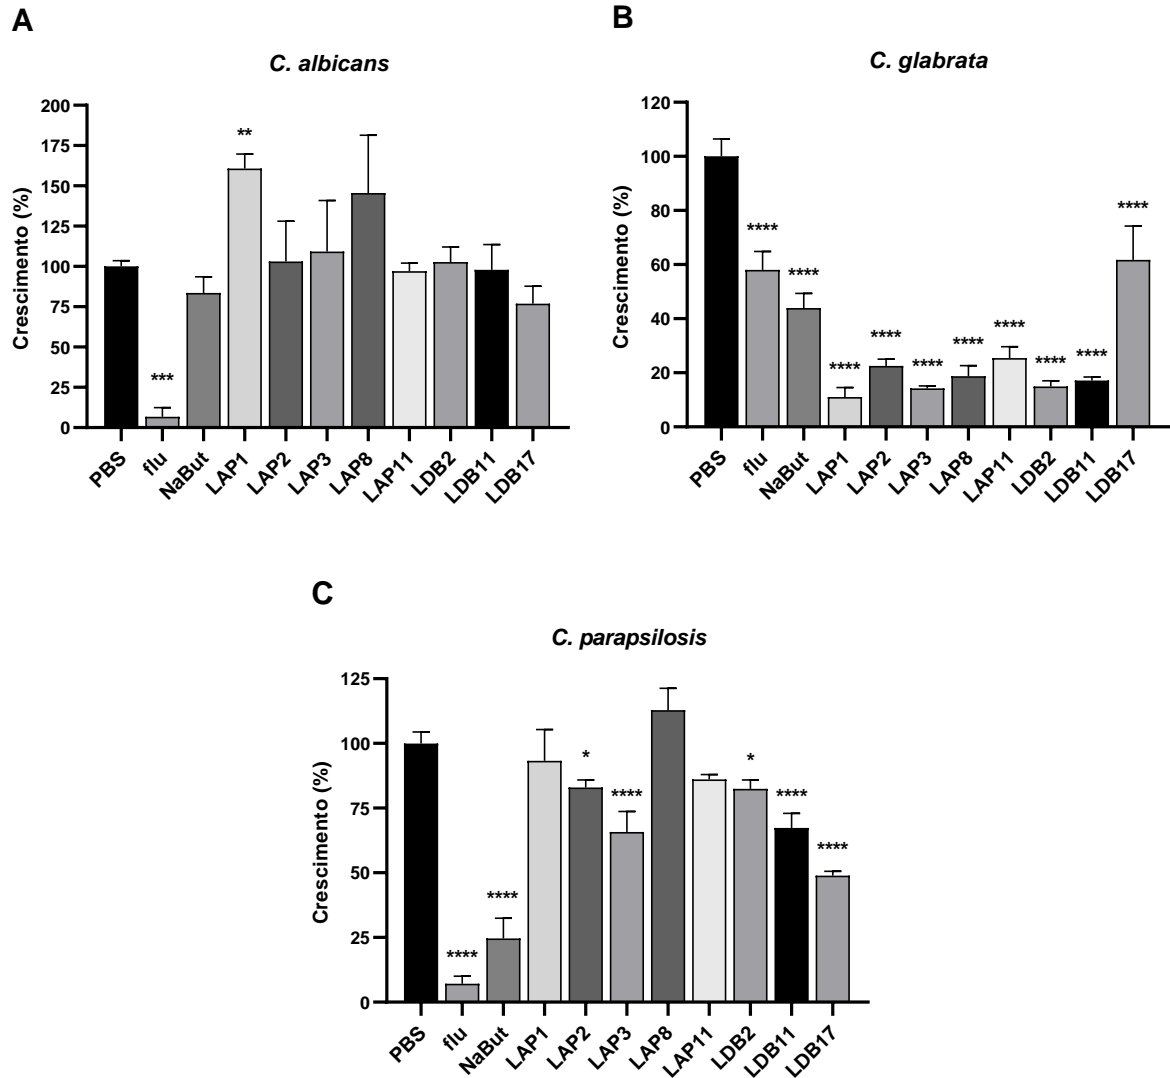 A
C. albicans
Crescimento (%)
200
175
150
125
100
75
50
25
0
**
***
PBS
flu
NaBut
LAP1
LAP2
LAP3
LAP8
LAP11
LDB2
LDB11
LDB17
B
C. glabrata
Crescimento (%)
120
100
80
60
40
20
0
****
****
****
****
****
****
****
****
****
****
PBS
flu
NaBut
LAP1
LAP2
LAP3
LAP8
LAP11
LDB2
LDB11
LDB17
C
C. parapsilosis
Crescimento (%)
125
100
75
50
25
0
****
****
*
****
*
****
****
PBS
flu
NaBut
LAP1
LAP2
LAP3
LAP8
LAP11
LDB2
LDB11
LDB17